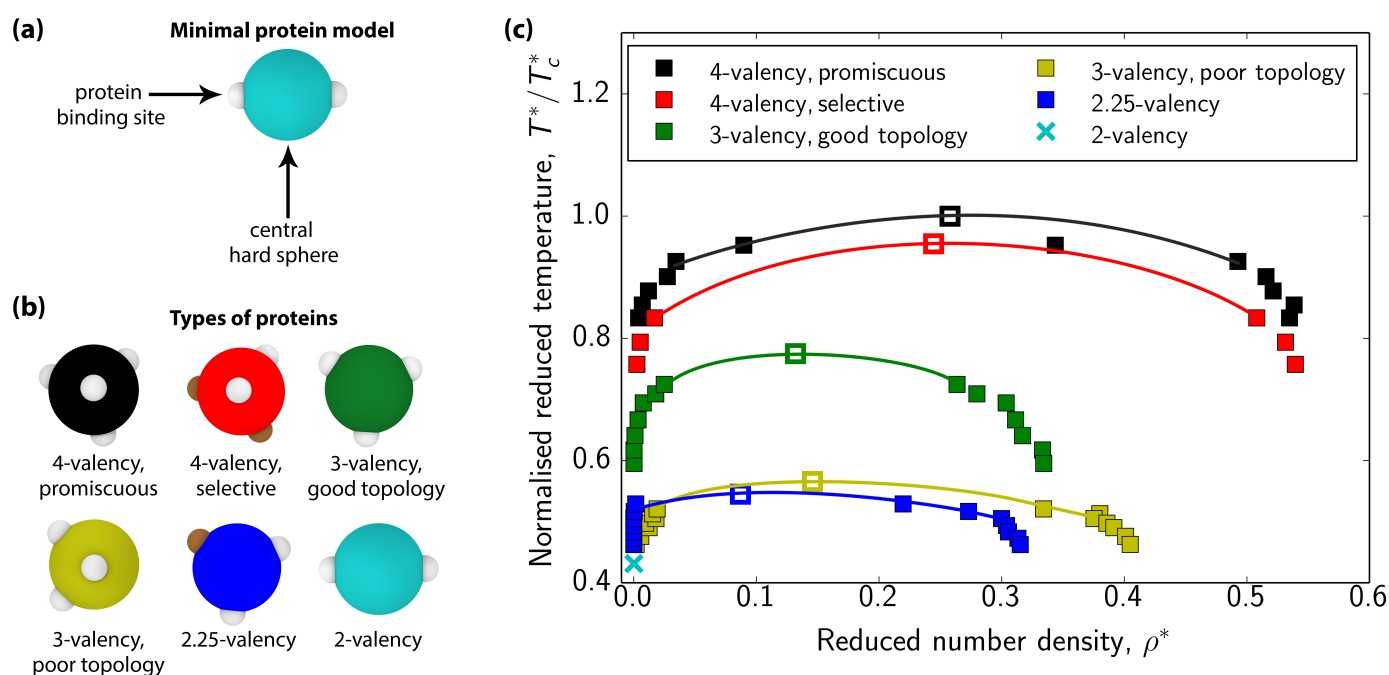 (a)
Minimal protein model
protein
binding site
central
hard sphere
(b)
Types of proteins
4-valency,
promiscuous
4-valency,
selective
3-valency,
good topology
3-valency,
poor topology
2.25-valency
2-valency
(c)
Normalised reduced temperature, T*/T*c
1.2
1.0
0.8
0.6
0.4
4-valency, promiscuous
4-valency, selective
3-valency, good topology
3-valency, poor topology
2.25-valency
2-valency
0.0 0.1 0.2 0.3 0.4 0.5 0.6
Reduced number density, ρ*